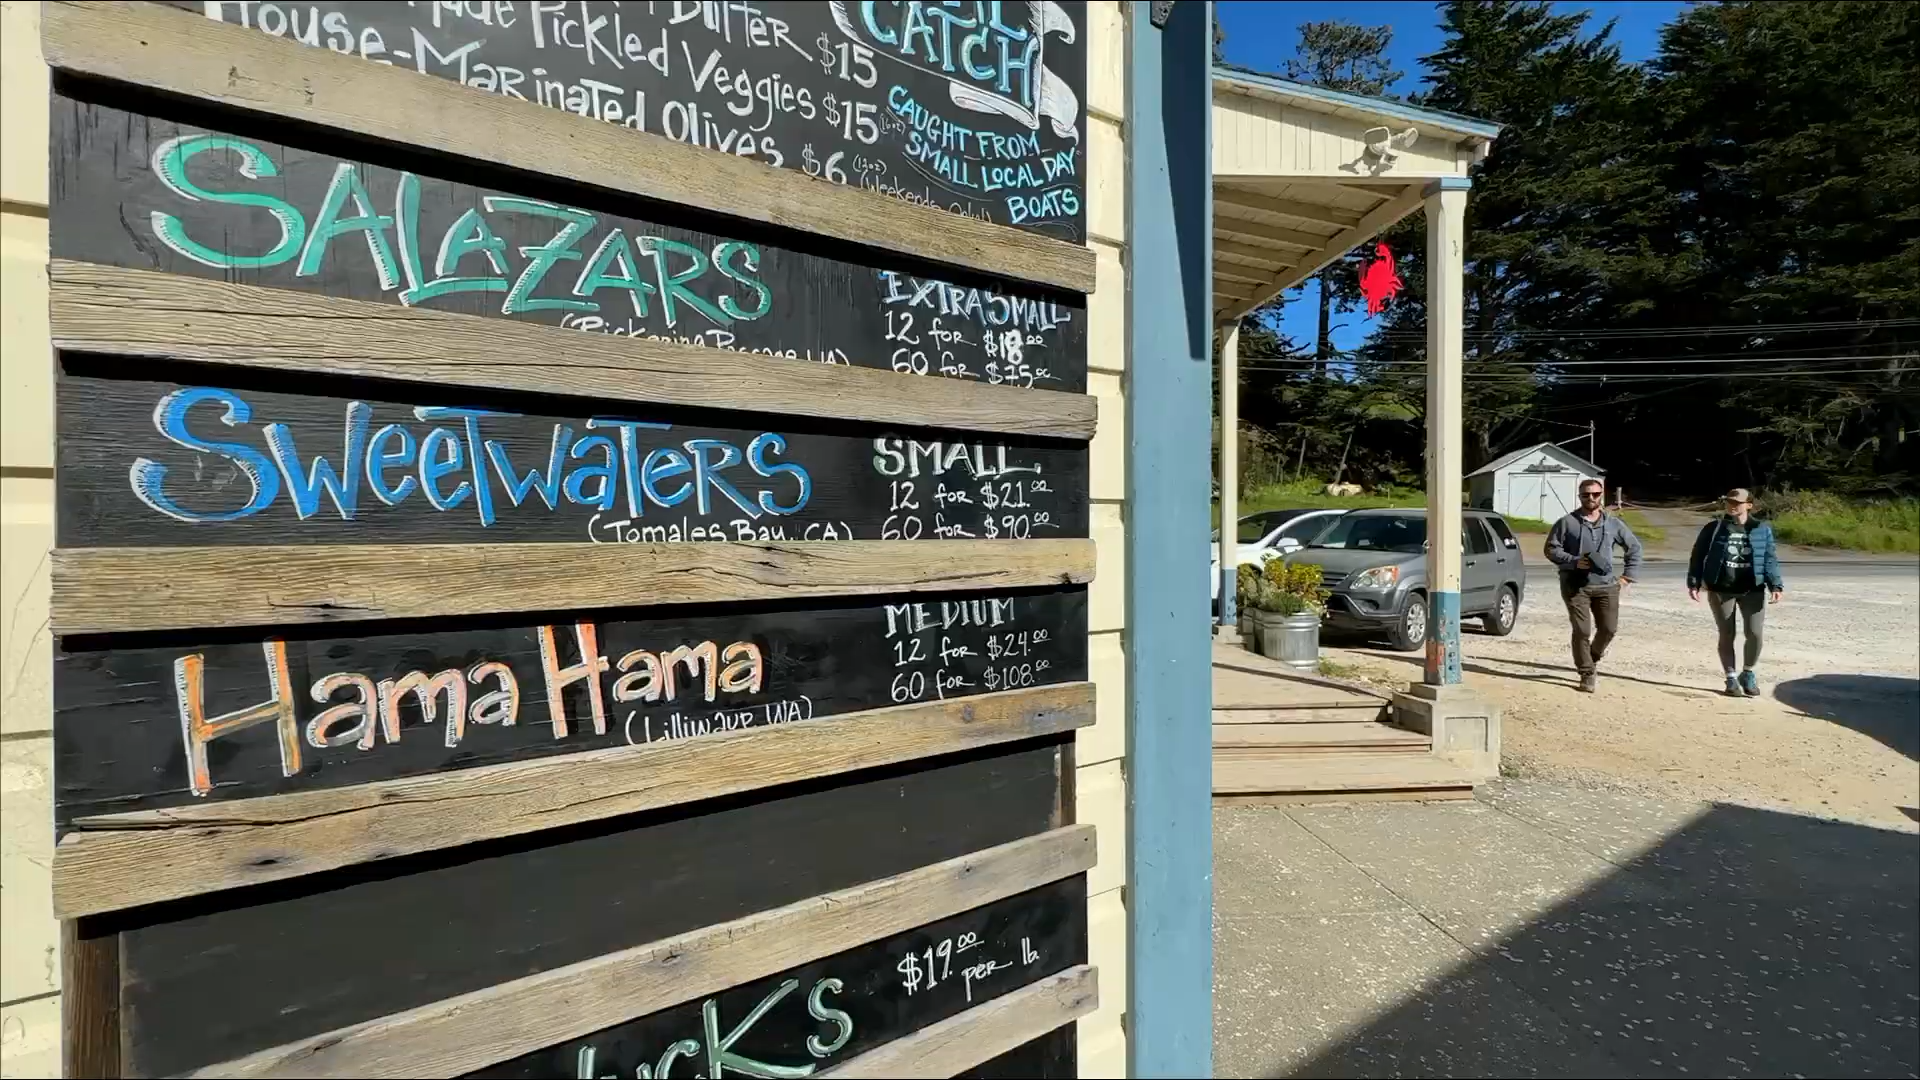 Pickled Veggies $15
House-Marinated Olives $6
(Weekends Only!)
CATCH
CAUGHT FROM
SMALL LOCAL DAY
BOATS
SALAZARS
EXTRA SMALL
12 for $18.00
60 for $75.00
SWEETWATERS
(Tomales Bay, CA)
SMALL
12 for $21.00
60 for $90.00
Hama Hama
(Lilliwaup, WA)
MEDIUM
12 for $24.00
60 for $108.00
$19.00
per lb.